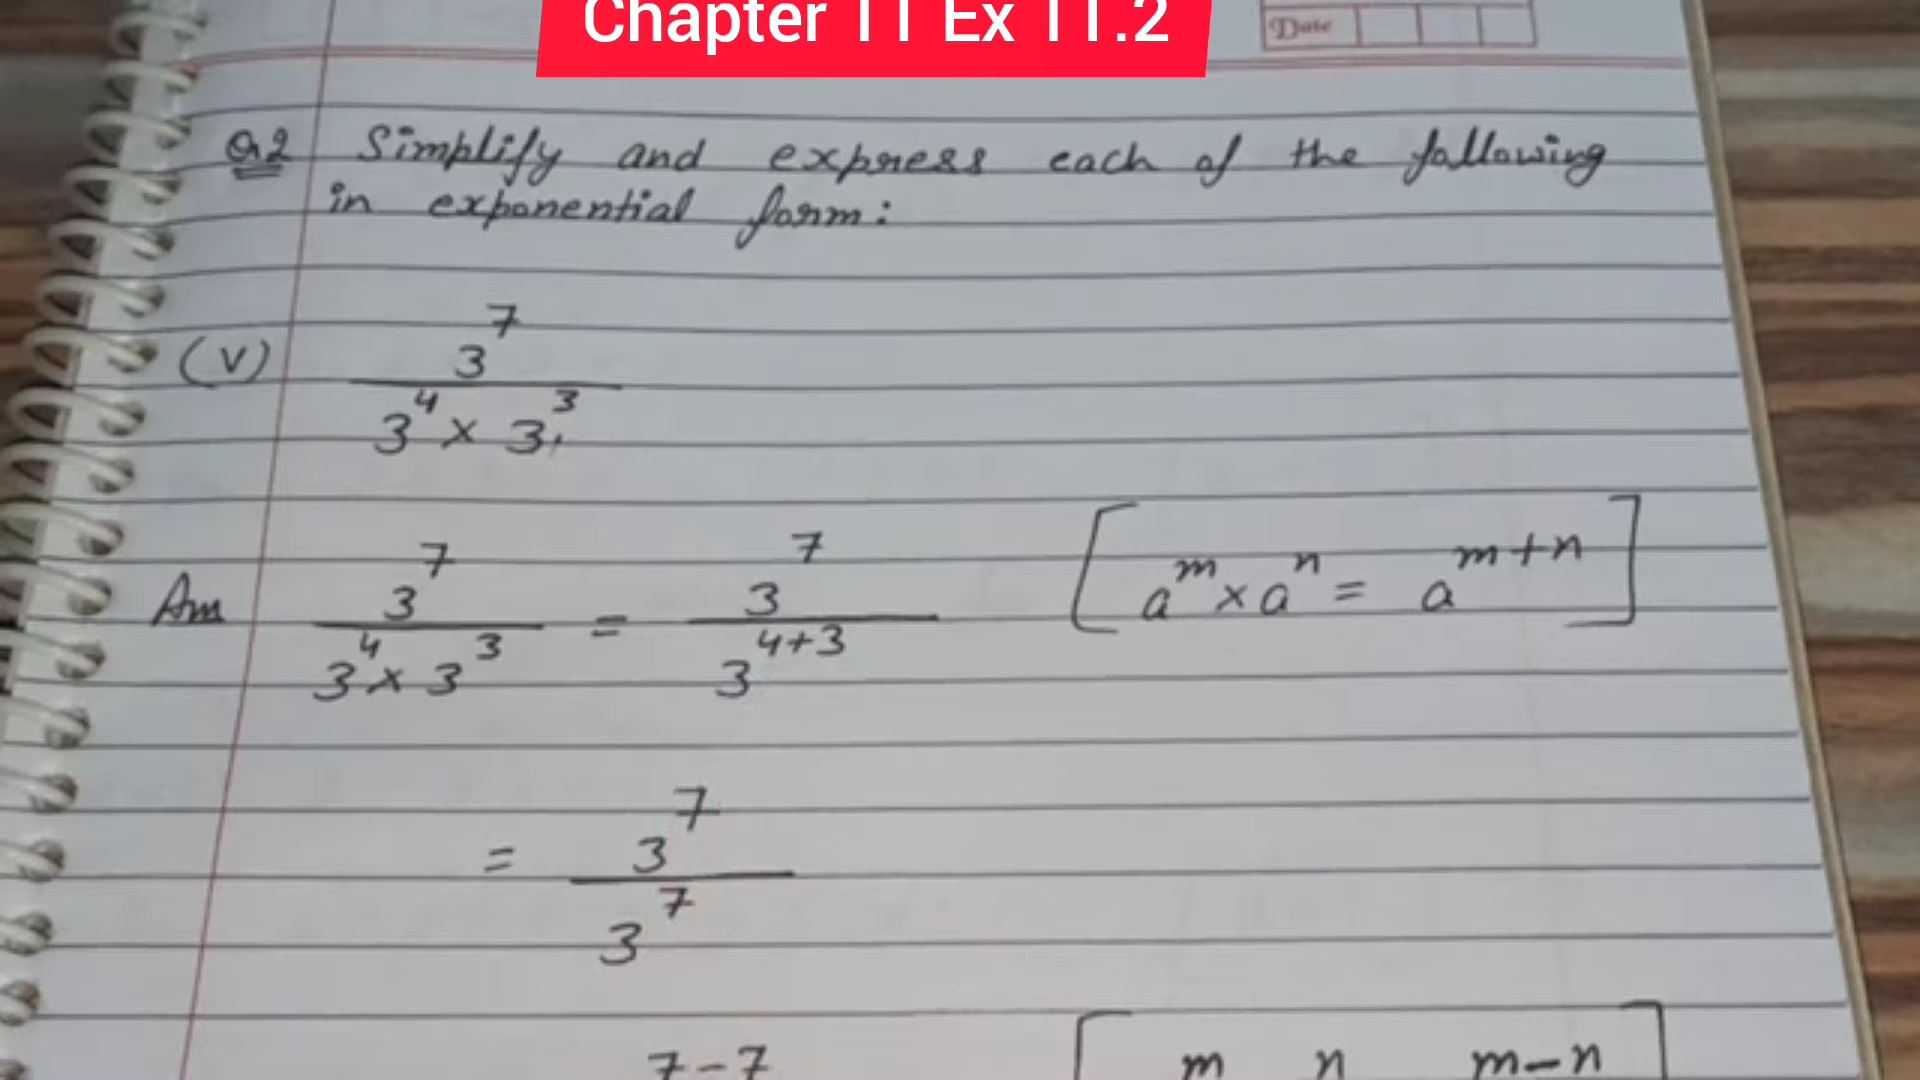 Chapter 11 Ex 11.2
Date
Q2 Simplify and express each of the following
in exponential form:
(V) 3^7 / (3^4 × 3^3)
Ans 3^7 / (3^4 × 3^3) = 3^7 / 3^(4+3) [a^m × a^n = a^(m+n)]
= 3^7 / 3^7
7-7 [m n m-n]